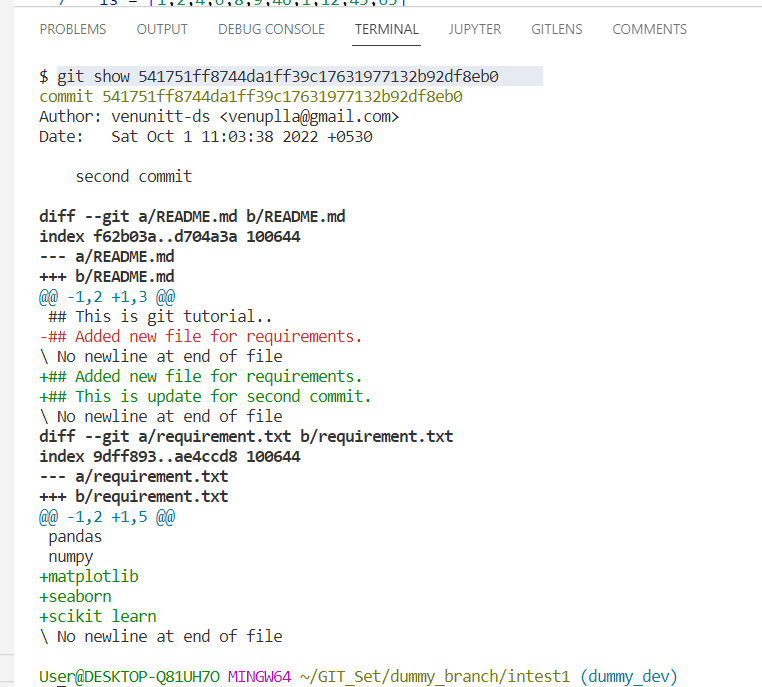 PROBLEMS OUTPUT DEBUG CONSOLE TERMINAL JUPYTER GITLENS COMMENTS
$ git show 541751ff8744da1ff39c17631977132b92df8eb0
commit 541751ff8744da1ff39c17631977132b92df8eb0
Author: venunitt-ds <venuplla@gmail.com>
Date:   Sat Oct 1 11:03:38 2022 +0530
    second commit
diff --git a/README.md b/README.md
index f62b03a..d704a3a 100644
--- a/README.md
+++ b/README.md
@@ -1,2 +1,3 @@
 ## This is git tutorial..
-## Added new file for requirements.
\ No newline at end of file
+## Added new file for requirements.
+## This is update for second commit.
\ No newline at end of file
diff --git a/requirement.txt b/requirement.txt
index 9dff893..ae4ccd8 100644
--- a/requirement.txt
+++ b/requirement.txt
@@ -1,2 +1,5 @@
 pandas
 numpy
+matplotlib
+seaborn
+scikit learn
\ No newline at end of file
User@DESKTOP-Q81UH7O MINGW64 ~/GIT_Set/dummy_branch/intest1 (dummy_dev)